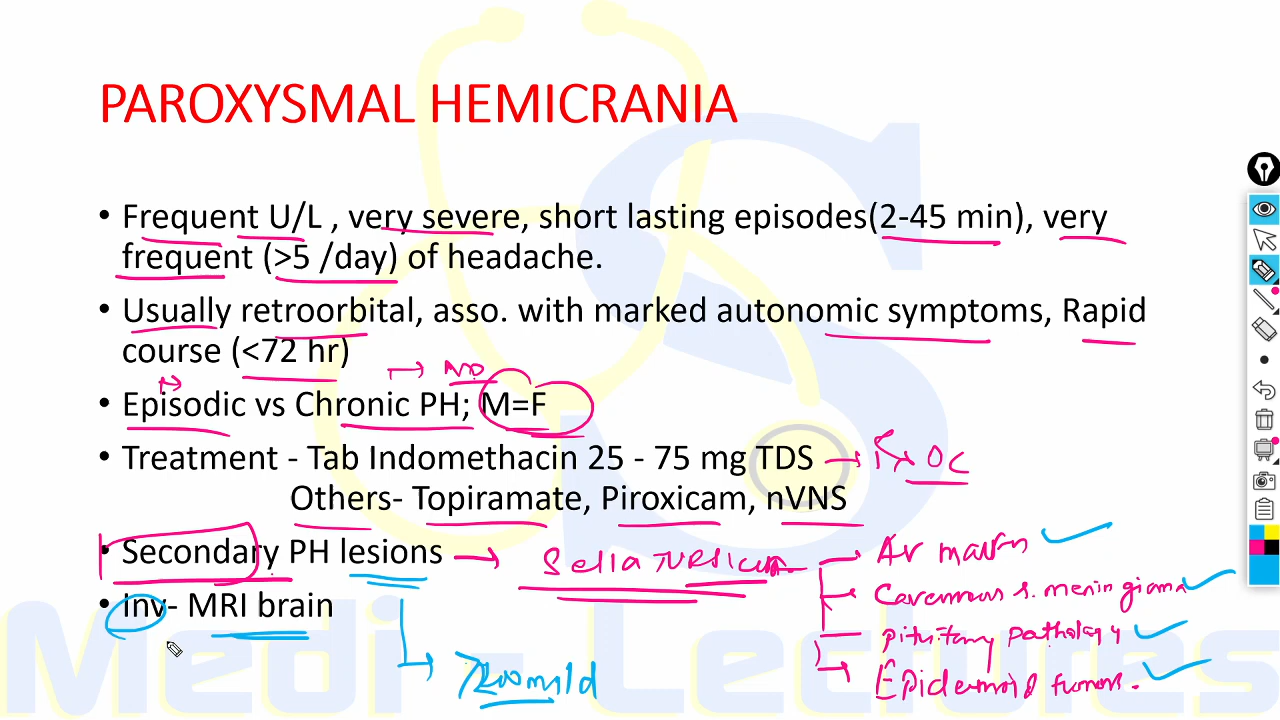 PAROXYSMAL HEMICRANIA
• Frequent U/L , very severe, short lasting episodes(2-45 min), very
frequent (>5 /day) of headache.
• Usually retroorbital, asso. with marked autonomic symptoms, Rapid
course (<72 hr)
• Episodic vs Chronic PH; M=F
• Treatment - Tab Indomethacin 25 - 75 mg TDS → Tx OC
Others- Topiramate, Piroxicam, nVNS
• Secondary PH lesions → Sella Turcica
AV malfn
Cavernous s. meningioma
pituitary pathology
Epidermoid tumors.
• Inv- MRI brain
Medi - Lectures